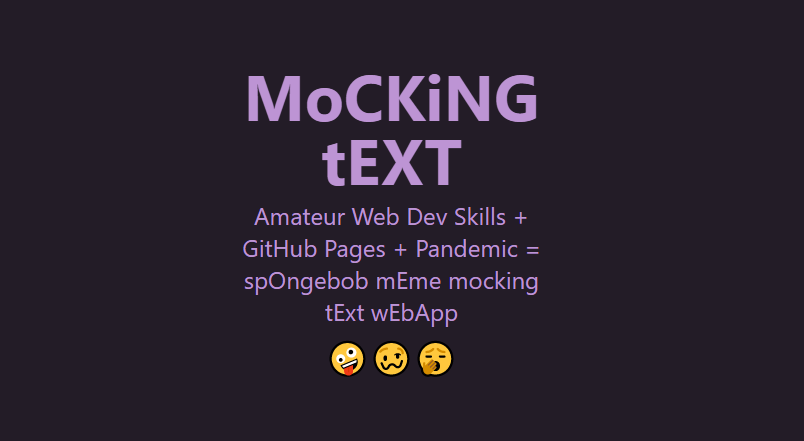 MoCKiNG
tEXT
Amateur Web Dev Skills +
GitHub Pages + Pandemic =
spOngebob mEme mocking
tExt wEbApp